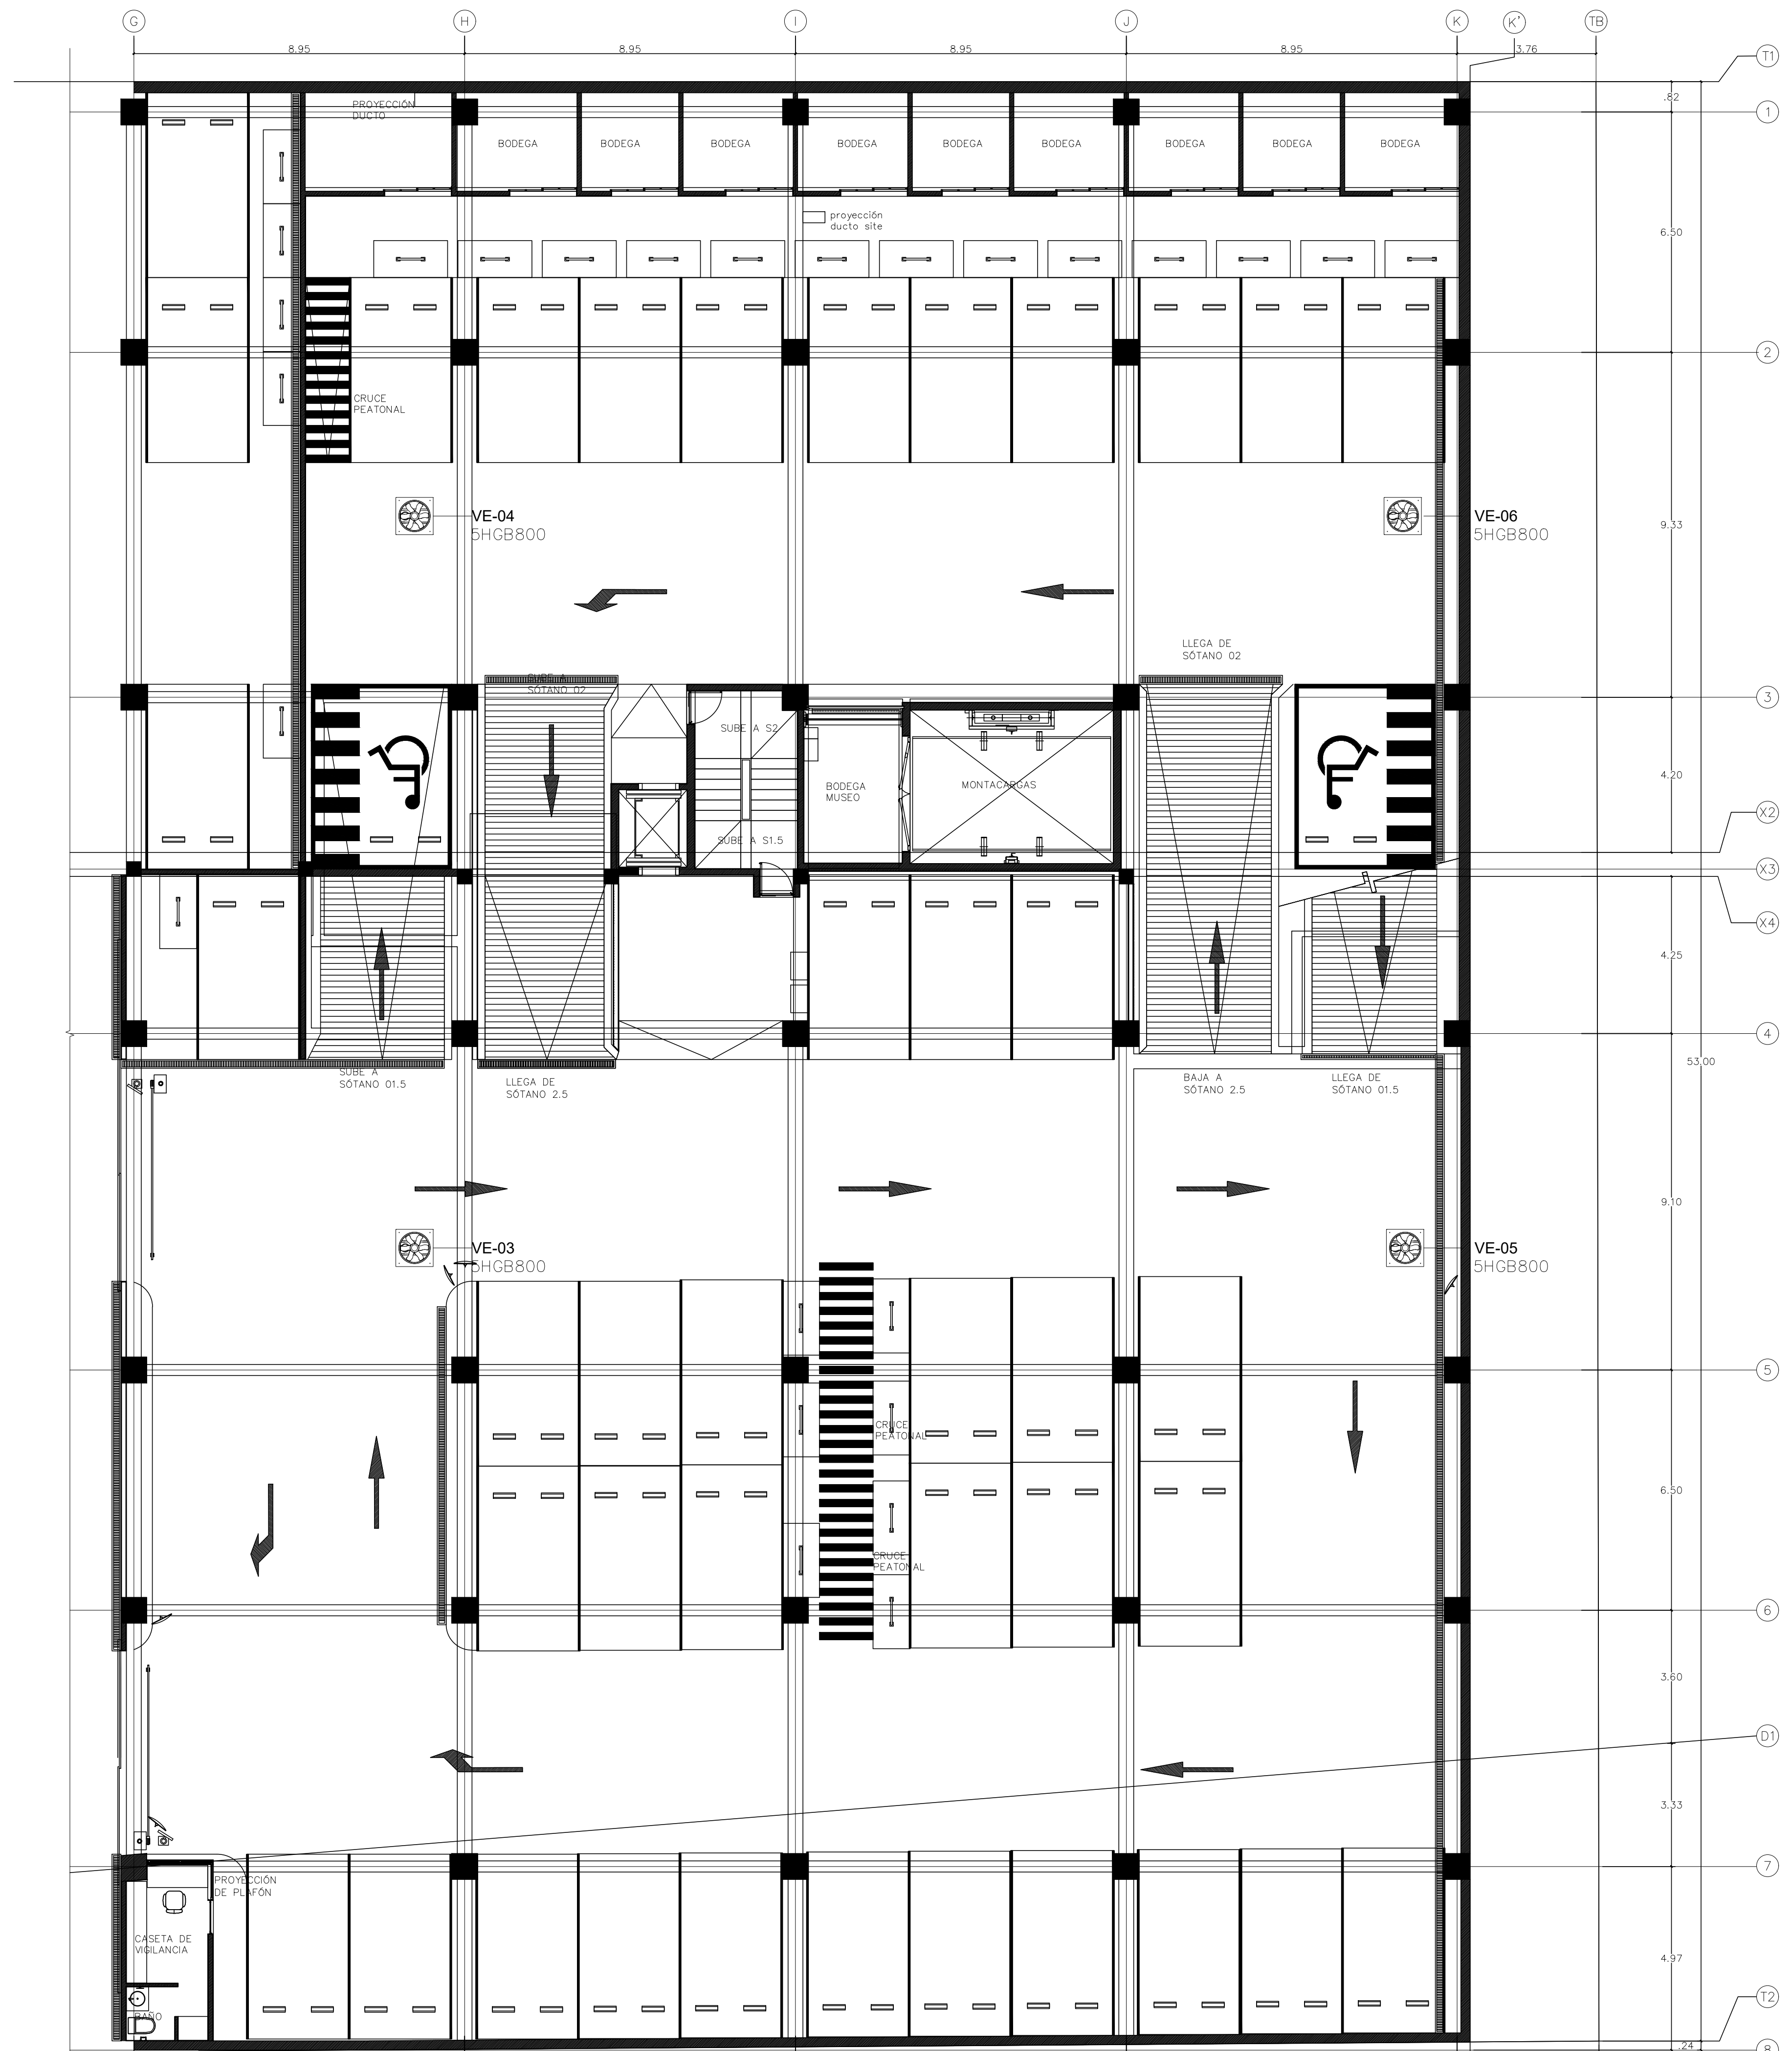 G
H
I
J
K
K'
TB
8.95
8.95
8.95
8.95
3.76
T1
.82
1
PROYECCIÓN
DUCTO
BODEGA
BODEGA
BODEGA
BODEGA
BODEGA
BODEGA
BODEGA
BODEGA
BODEGA
proyección
ducto site
6.50
2
CRUCE
PEATONAL
VE-04
5HGB800
VE-06
5HGB800
9.33
LLEGA DE
SÓTANO 02
SUBE A
SÓTANO 02
3
SUBE A S2
BODEGA
MUSEO
MONTACARGAS
4.20
X2
SUBE A S1.5
X3
X4
4.25
4
53.00
SUBE A
SÓTANO 01.5
LLEGA DE
SÓTANO 2.5
BAJA A
SÓTANO 2.5
LLEGA DE
SÓTANO 01.5
9.10
VE-03
5HGB800
VE-05
5HGB800
5
CRUCE
PEATONAL
6.50
CRUCE
PEATONAL
6
3.60
D1
3.33
7
PROYECCIÓN
DE PLAFÓN
CASETA DE
VIGILANCIA
4.97
T2
BAÑO
.24
8